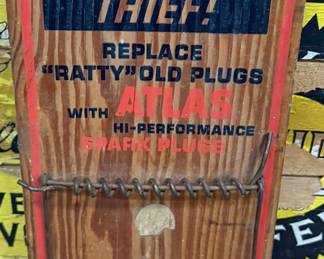 THIEF!
REPLACE
"RATTY" OLD PLUGS
WITH ATLAS
HI-PERFORMANCE
SPARK PLUGS